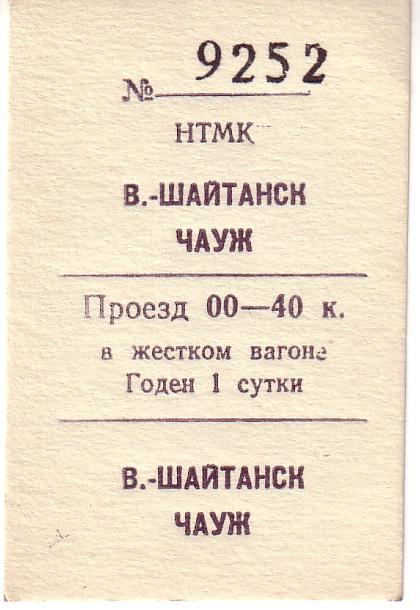 № 9252
НТМК
В.-ШАЙТАНСК
ЧАУЖ
Проезд 00—40 к.
в жестком вагоне
Годен 1 сутки
В.-ШАЙТАНСК
ЧАУЖ